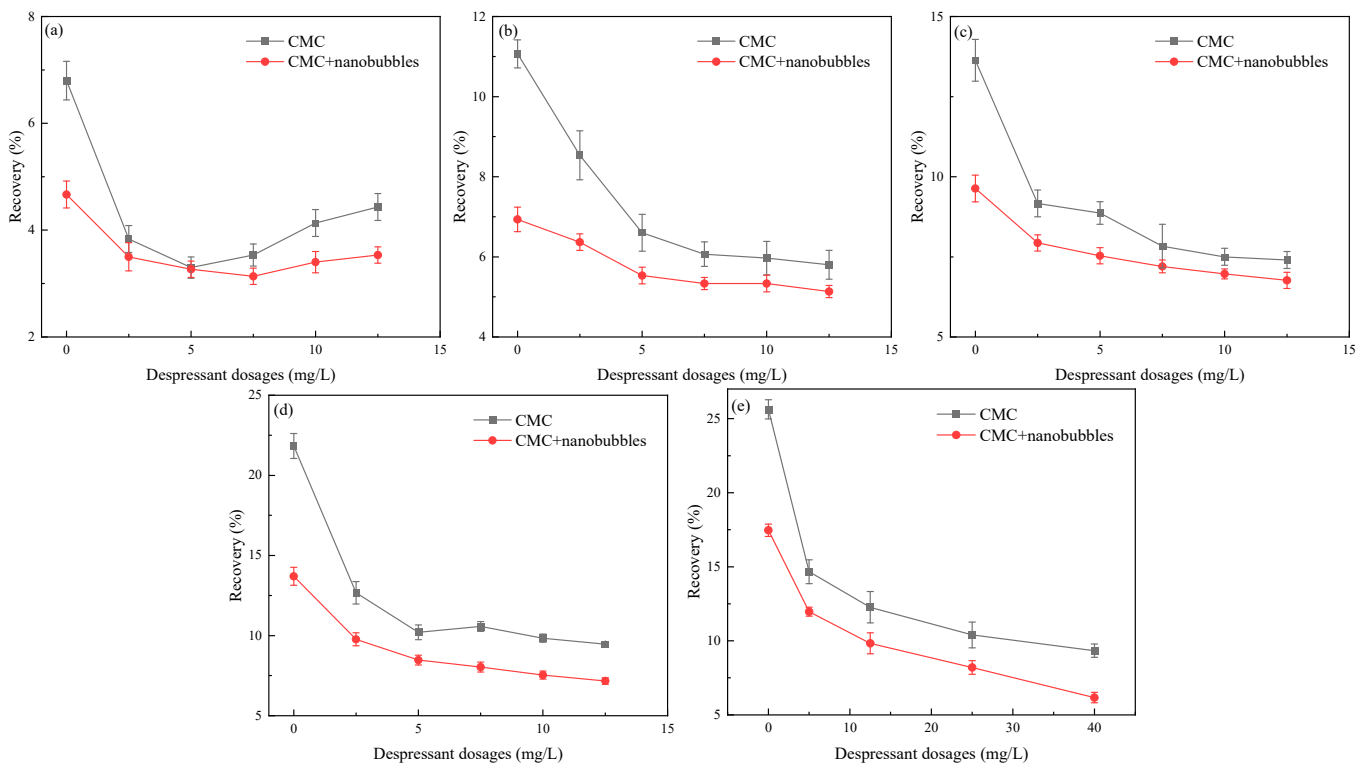 (a)
CMC
CMC+nanobubbles
8
6
4
2
Recovery (%)
0
5
10
15
Despressant dosages (mg/L)
(b)
CMC
CMC+nanobubbles
12
10
8
6
4
Recovery (%)
0
5
10
15
Despressant dosages (mg/L)
(c)
CMC
CMC+nanobubbles
15
10
5
Recovery (%)
0
5
10
15
Despressant dosages (mg/L)
(d)
CMC
CMC+nanobubbles
25
20
15
10
5
Recovery (%)
0
5
10
15
Despressant dosages (mg/L)
(e)
CMC
CMC+nanobubbles
25
20
15
10
5
Recovery (%)
0
10
20
30
40
Despressant dosages (mg/L)